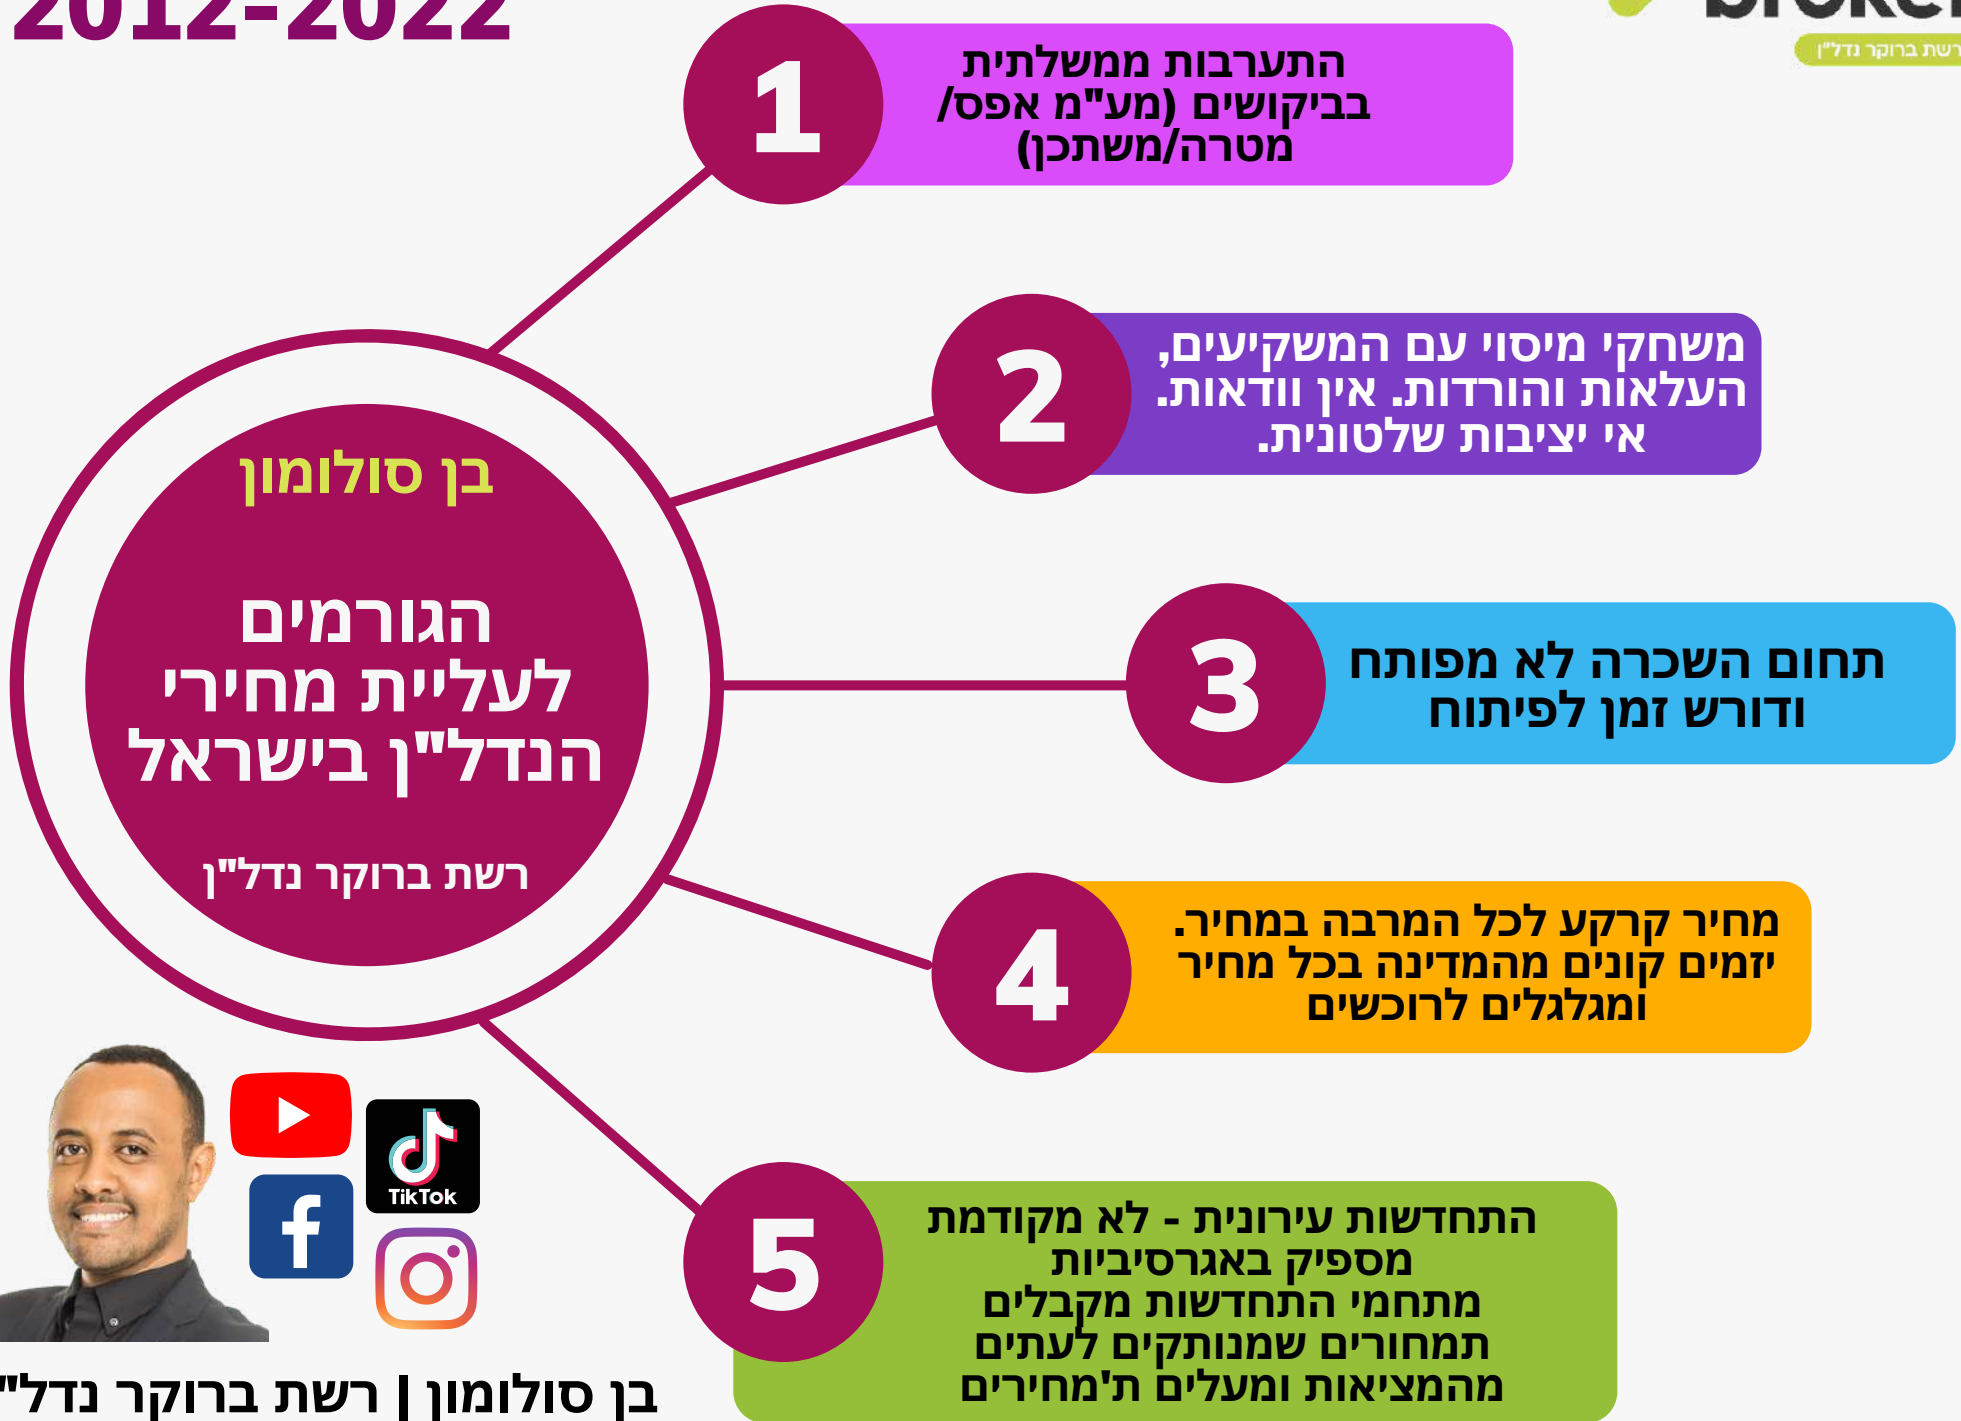 2012-2022
רשת ברוקר נדל"ן
1
התערבות ממשלתית
בביקושים (מע"מ אפס/
מטרה/משתכן)
2
משחקי מיסוי עם המשקיעים,
העלאות והורדות. אין וודאות.
אי יציבות שלטונית.
בן סולומון
הגורמים
לעליית מחירי
הנדל"ן בישראל
רשת ברוקר נדל"ן
3
תחום השכרה לא מפותח
ודורש זמן לפיתוח
4
מחיר קרקע לכל המרבה במחיר.
יזמים קונים מהמדינה בכל מחיר
ומגלגלים לרוכשים
5
התחדשות עירונית - לא מקודמת
מספיק באגרסיביות
מתחמי התחדשות מקבלים
תמחורים שמנותקים לעתים
מהמציאות ומעלים ת'מחירים
TikTok
בן סולומון | רשת ברוקר נדל"